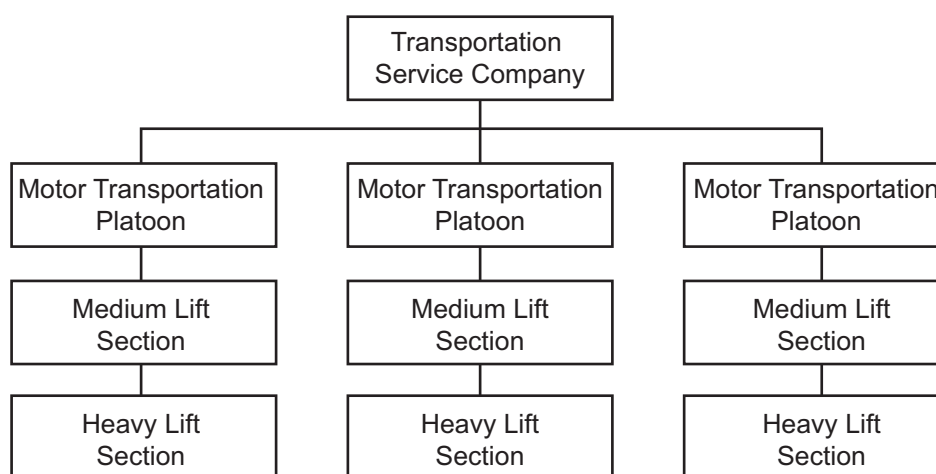 Transportation
Service Company
Motor Transportation
Platoon
Motor Transportation
Platoon
Motor Transportation
Platoon
Medium Lift
Section
Medium Lift
Section
Medium Lift
Section
Heavy Lift
Section
Heavy Lift
Section
Heavy Lift
Section